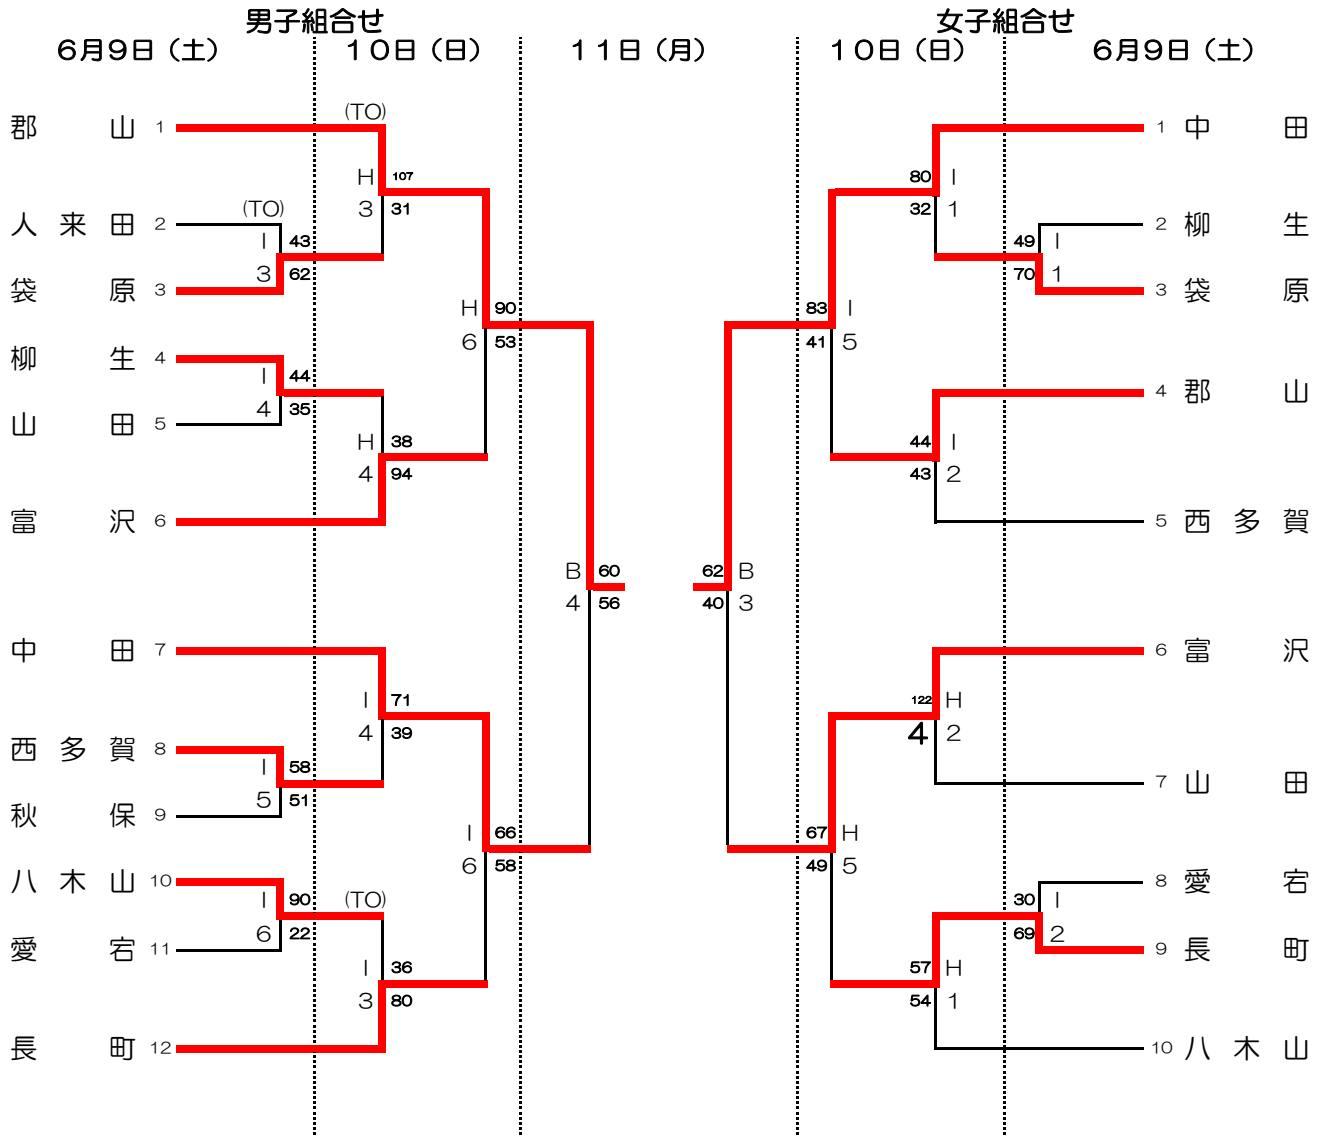 男子組合せ 女子組合せ
６月９日（土） １０日（日） １１日（月） １０日（日） ６月９日（土）
(TO)
郡山 1 1 中田
H 107 80 I
3 31 32 1
人来田 2 (TO) 2 柳生
I 43 49 I
3 62 70 1
袋原 3 3 袋原
H 90 83 I
6 53 41 5
柳生 4
I 44 4 郡山
4 35
山田 5
H 38 44 I
4 94 43 2
富沢 6 5 西多賀
B 60 62 B
4 56 40 3
中田 7 6 富沢
I 71 122 H
4 39 4 2
西多賀 8
I 58 7 山田
5 51
秋保 9
I 66 67 H
6 58 49 5
八木山 10 8 愛宕
I 90 (TO) 30 I
6 22 69 2
愛宕 11 9 長町
I 36 57 H
3 80 54 1
長町 12 10 八木山